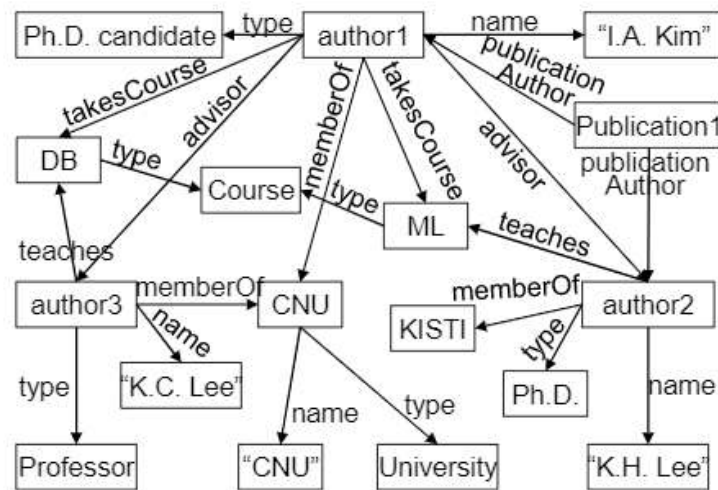 Ph.D. candidate
type
author1
name
“I.A. Kim”
publication
Author
takesCourse
advisor
memberOf
takesCourse
advisor
Publication1
publication
Author
DB
type
Course
type
ML
teaches
teaches
author3
memberOf
CNU
memberOf
author2
KISTI
name
type
type
“K.C. Lee”
Ph.D.
name
name
type
Professor
“CNU”
University
“K.H. Lee”